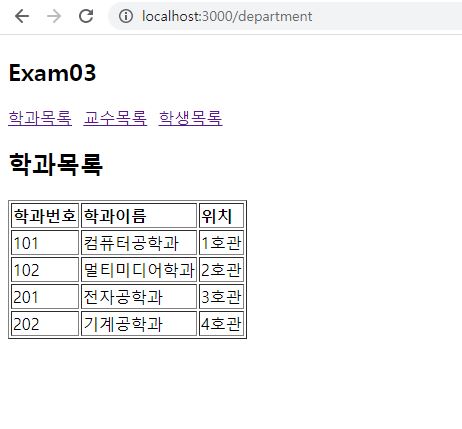 localhost:3000/department
Exam03
학과목록 교수목록 학생목록
학과목록
학과번호 학과이름 위치
101 컴퓨터공학과 1호관
102 멀티미디어학과 2호관
201 전자공학과 3호관
202 기계공학과 4호관